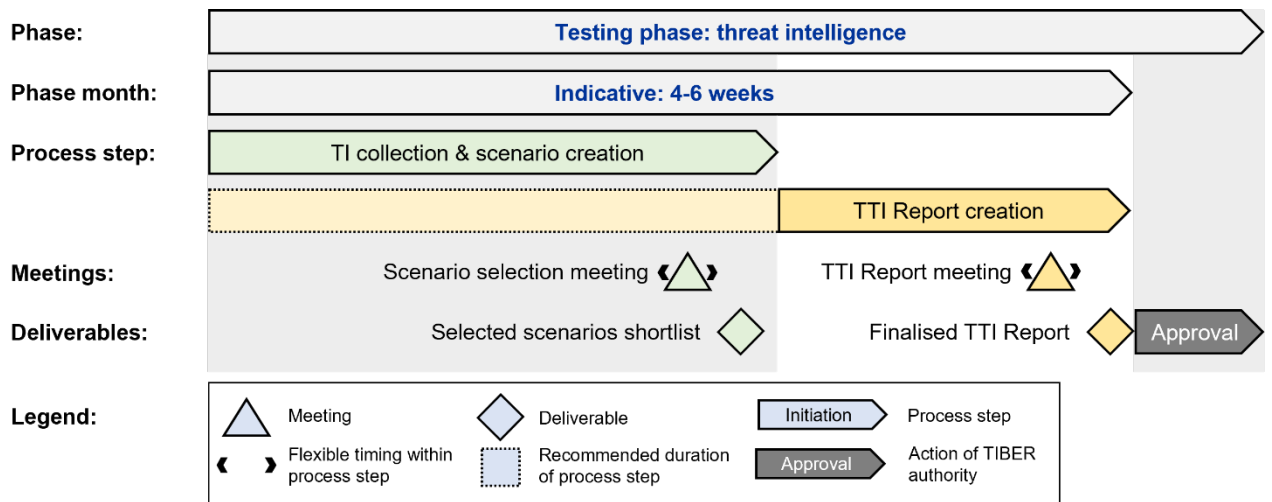 Phase:
Testing phase: threat intelligence
Phase month:
Indicative: 4-6 weeks
Process step:
TI collection & scenario creation
TTI Report creation
Meetings:
Scenario selection meeting
TTI Report meeting
Deliverables:
Selected scenarios shortlist
Finalised TTI Report
Approval
Legend:
Meeting
Deliverable
Initiation
Process step
Flexible timing within
process step
Recommended duration
of process step
Approval
Action of TIBER
authority